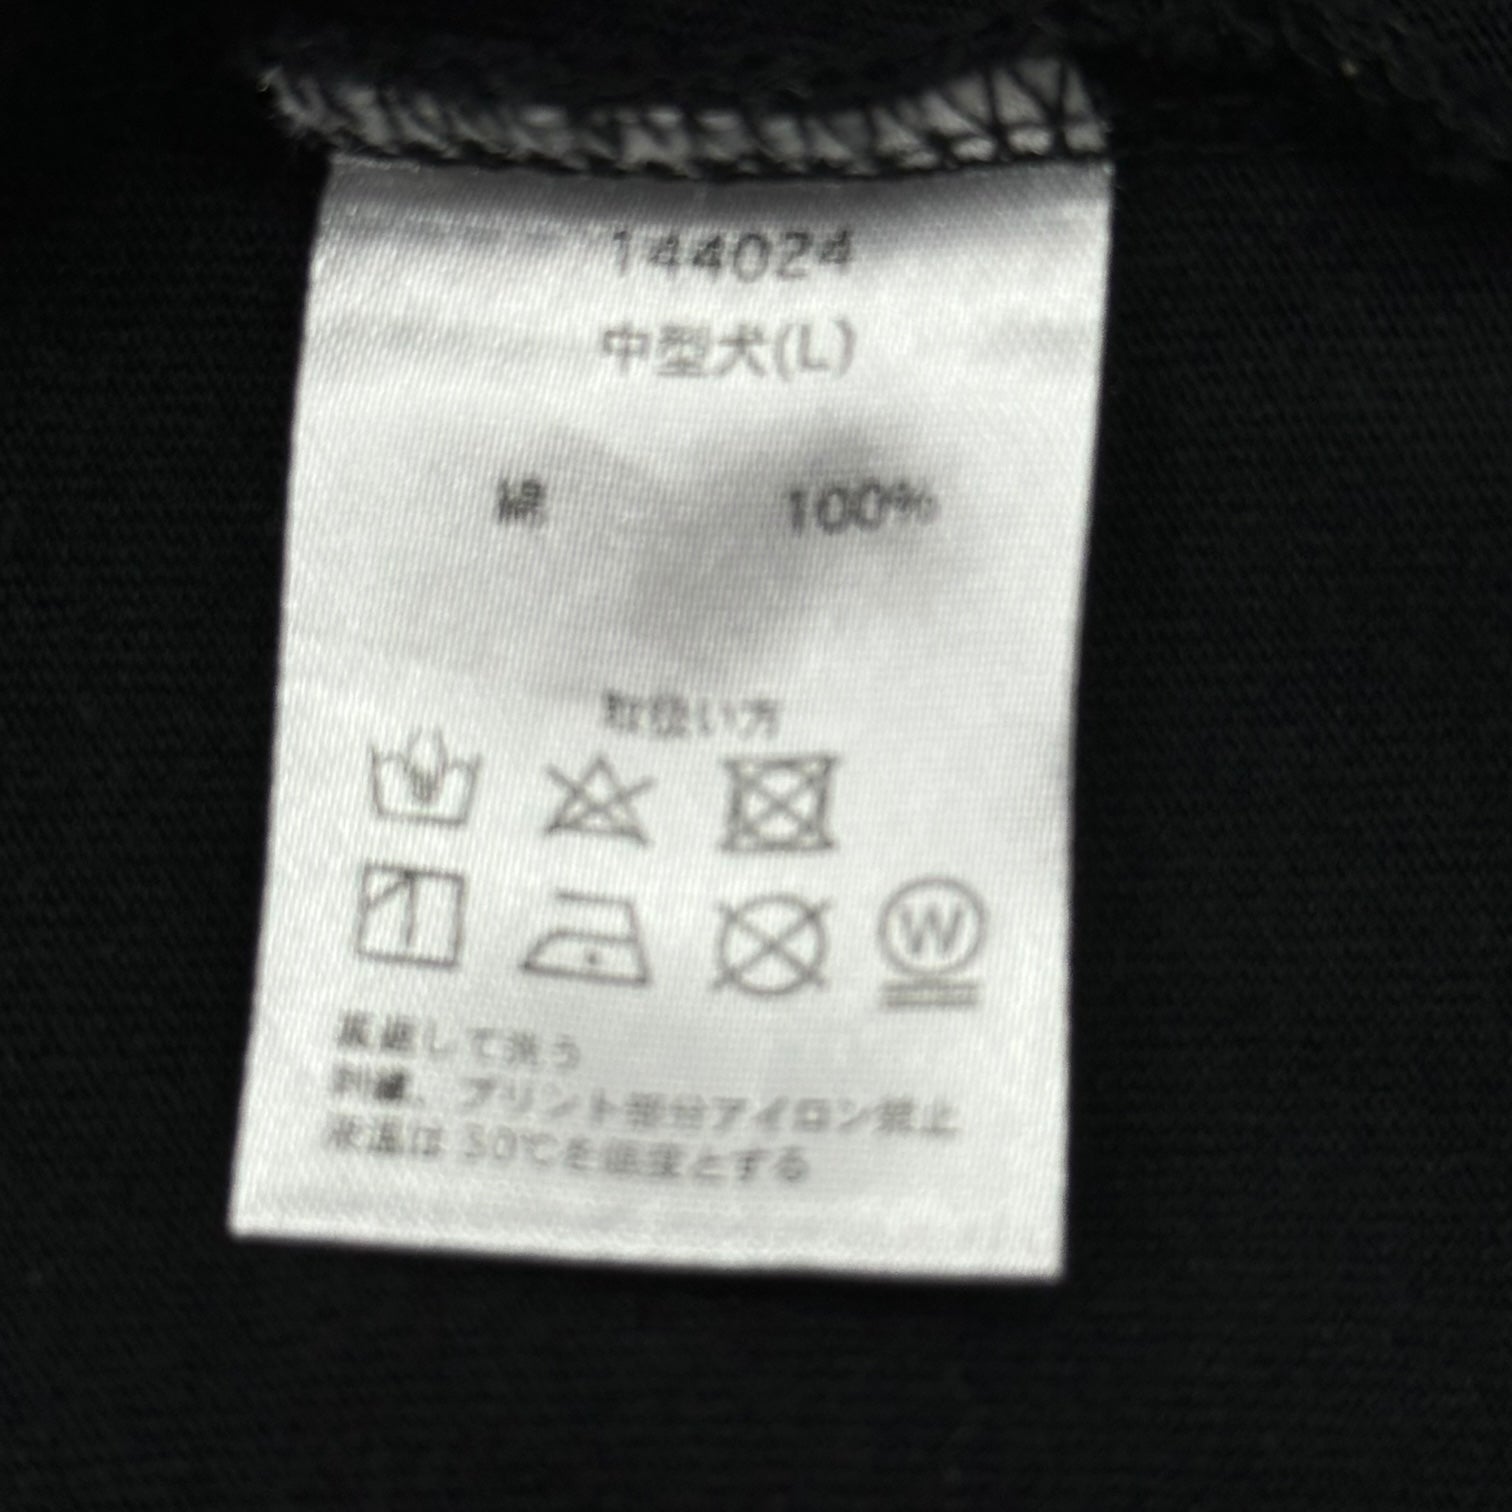 144024
中型犬(L)
綿 100%
取扱い方
W
裏返して洗う
刺繍、プリント部分アイロン禁止
液温は 30℃を限度とする